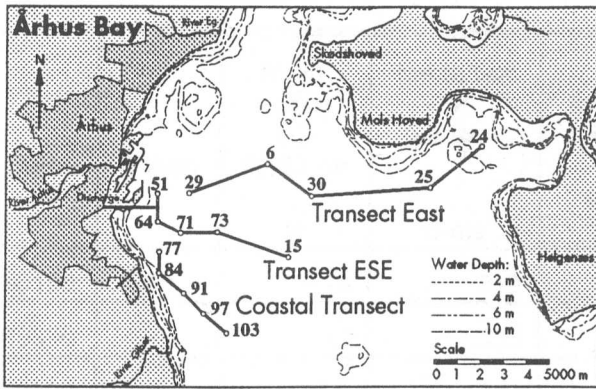 Århus Bay
River Egå
Skødshoved
N
Århus
Mols Hoved
24
6
51
29
25
30
Discharge
Transect East
64
71
73
77
15
Transect ESE
Helgenæs
84
91
Water Depth:
2 m
4 m
6 m
10 m
97
Coastal Transect
103
Scale
0 1 2 3 4 5000 m